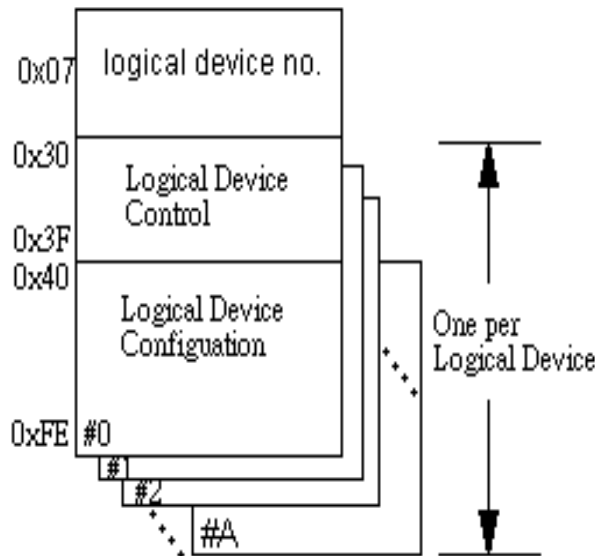 0x07
logical device no.
0x30
Logical Device
Control
0x3F
0x40
Logical Device
Configuation
One per
Logical Device
0xFE
#0
#1
#2
#A